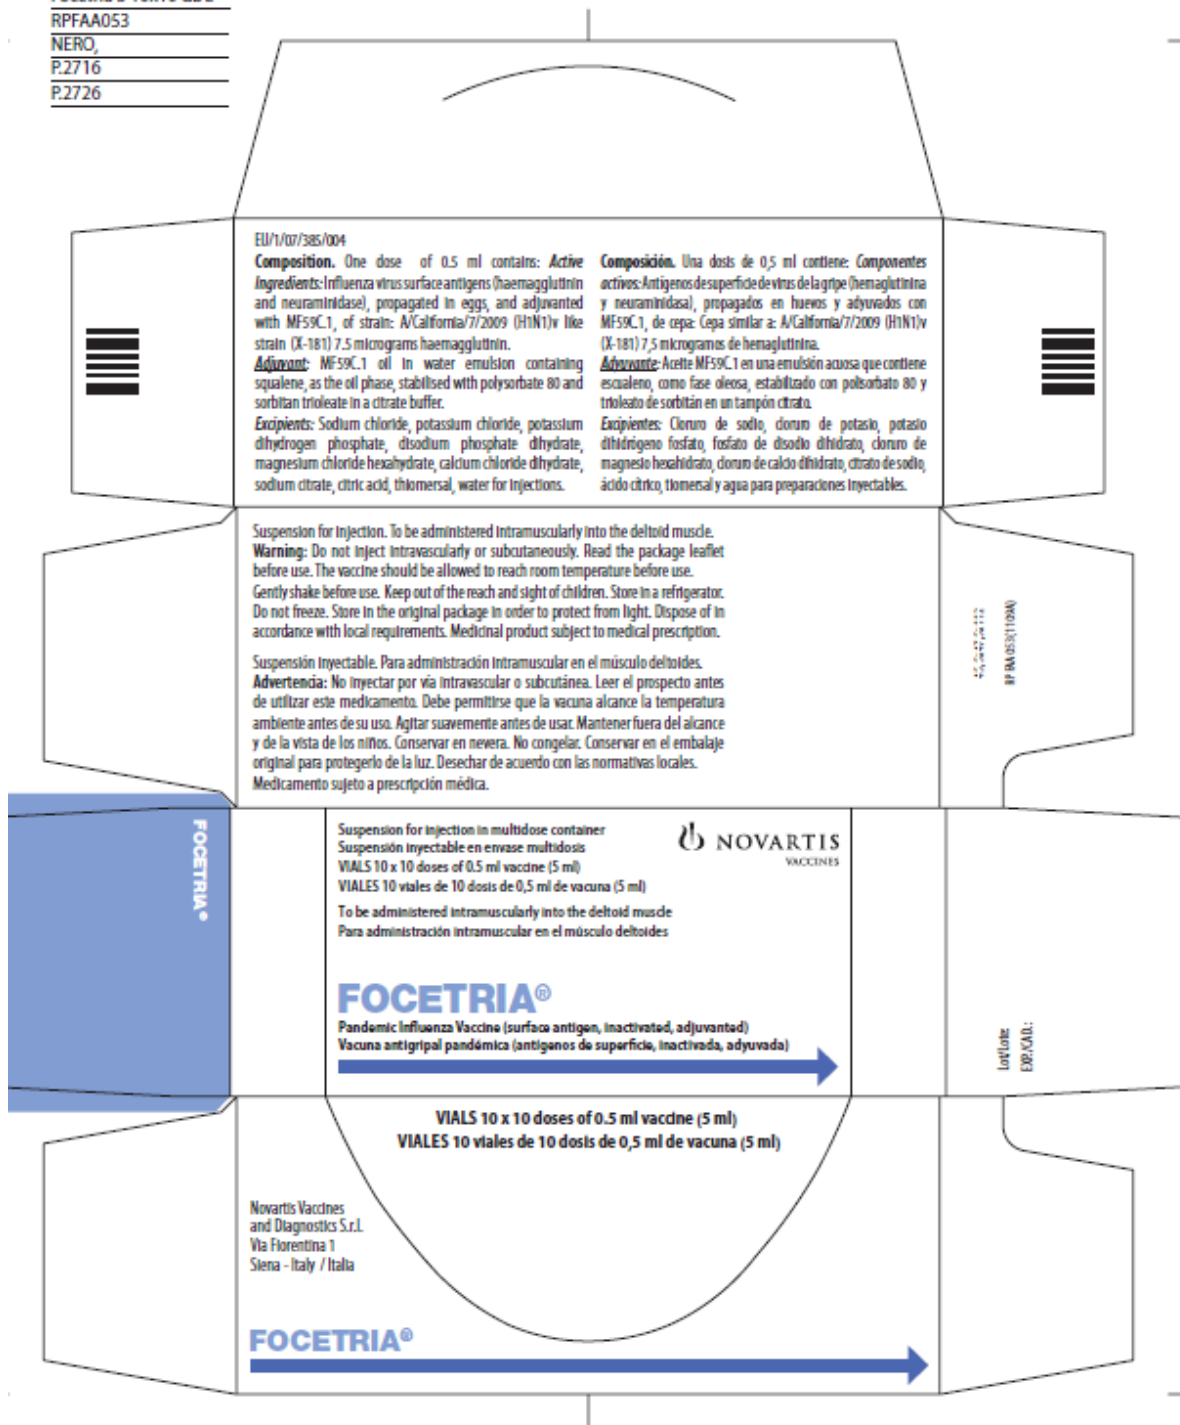 RPFAA053
NERO,
P.2716
P.2726
EU/1/07/385/004
Composition. One dose of 0.5 ml contains: Active
Ingredients: Influenza virus surface antigens (haemagglutinin
and neuraminidase), propagated in eggs, and adjuvanted
with MF59C.1, of strain: A/California/7/2009 (H1N1)v like
strain (X-181) 7.5 micrograms haemagglutinin.
Adjuvant: MF59C.1 oil in water emulsion containing
squalene, as the oil phase, stabilised with polysorbate 80 and
sorbitan trioleate in a citrate buffer.
Excipients: Sodium chloride, potassium chloride, potassium
dihydrogen phosphate, disodium phosphate dihydrate,
magnesium chloride hexahydrate, calcium chloride dihydrate,
sodium citrate, citric acid, thiomersal, water for injections.
Composición. Una dosis de 0,5 ml contiene: Componentes
activos: Antígenos de superficie de virus de la gripe (hemaglutinina
y neuraminidasa), propagados en huevos y adyuvados con
MF59C.1, de cepa: Cepa similar a: A/California/7/2009 (H1N1)v
(X-181) 7,5 microgramos de hemaglutinina.
Adyuvante: Aceite MF59C.1 en una emulsión acuosa que contiene
escualeno, como fase oleosa, estabilizado con polisorbato 80 y
trioleato de sorbitán en un tampón citrato.
Excipientes: Cloruro de sodio, cloruro de potasio, potasio
dihidrógeno fosfato, fosfato de disodio dihidrato, cloruro de
magnesio hexahidrato, cloruro de calcio dihidrato, citrato de sodio,
ácido cítrico, tiomersal y agua para preparaciones inyectables.
Suspension for injection. To be administered intramuscularly into the deltoid muscle.
Warning: Do not inject intravascularly or subcutaneously. Read the package leaflet
before use. The vaccine should be allowed to reach room temperature before use.
Gently shake before use. Keep out of the reach and sight of children. Store in a refrigerator.
Do not freeze. Store in the original package in order to protect from light. Dispose of in
accordance with local requirements. Medicinal product subject to medical prescription.
Suspensión inyectable. Para administración intramuscular en el músculo deltoides.
Advertencia: No inyectar por vía intravascular o subcutánea. Leer el prospecto antes
de utilizar este medicamento. Debe permitirse que la vacuna alcance la temperatura
ambiente antes de su uso. Agitar suavemente antes de usar. Mantener fuera del alcance
y de la vista de los niños. Conservar en nevera. No congelar. Conservar en el embalaje
original para protegerlo de la luz. Desechar de acuerdo con las normativas locales.
Medicamento sujeto a prescripción médica.
RP FAA 053(1109A)
FOCETRIA®
Suspension for injection in multidose container
Suspensión inyectable en envase multidosis
VIALS 10 x 10 doses of 0.5 ml vaccine (5 ml)
VIALES 10 viales de 10 dosis de 0,5 ml de vacuna (5 ml)
NOVARTIS
VACCINES
To be administered intramuscularly into the deltoid muscle
Para administración intramuscular en el músculo deltoides
FOCETRIA®
Pandemic Influenza Vaccine (surface antigen, inactivated, adjuvanted)
Vacuna antigripal pandémica (antígenos de superficie, inactivada, adyuvada)
Lot/Lote:
EXP./CAD.:
VIALS 10 x 10 doses of 0.5 ml vaccine (5 ml)
VIALES 10 viales de 10 dosis de 0,5 ml de vacuna (5 ml)
Novartis Vaccines
and Diagnostics S.r.l.
Via Fiorentina 1
Siena - Italy / Italia
FOCETRIA®